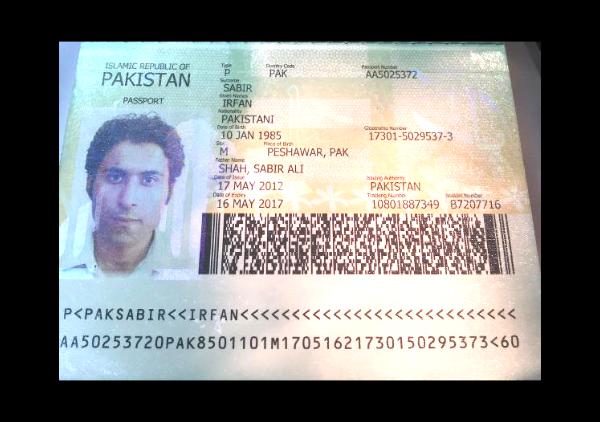 ISLAMIC REPUBLIC OF
PAKISTAN
PASSPORT
Type Country Code Passport Number
P PAK AA5025372
Surname
SABIR
Given Names
IRFAN
Nationality
PAKISTANI
Date of Birth Citizenship Number
10 JAN 1985 17301-5029537-3
Sex Place of Birth
M PESHAWAR, PAK
Father Name
SHAH, SABIR ALI
Date of Issue Issuing Authority
17 MAY 2012 PAKISTAN
Date of Expiry Tracking Number Booklet Number
16 MAY 2017 10801887349 B7207716
P<PAKSABIR<<IRFAN<<<<<<<<<<<<<<<<<<<<<<<<<<<
AA50253720PAK8501101M17051621730150295373<60